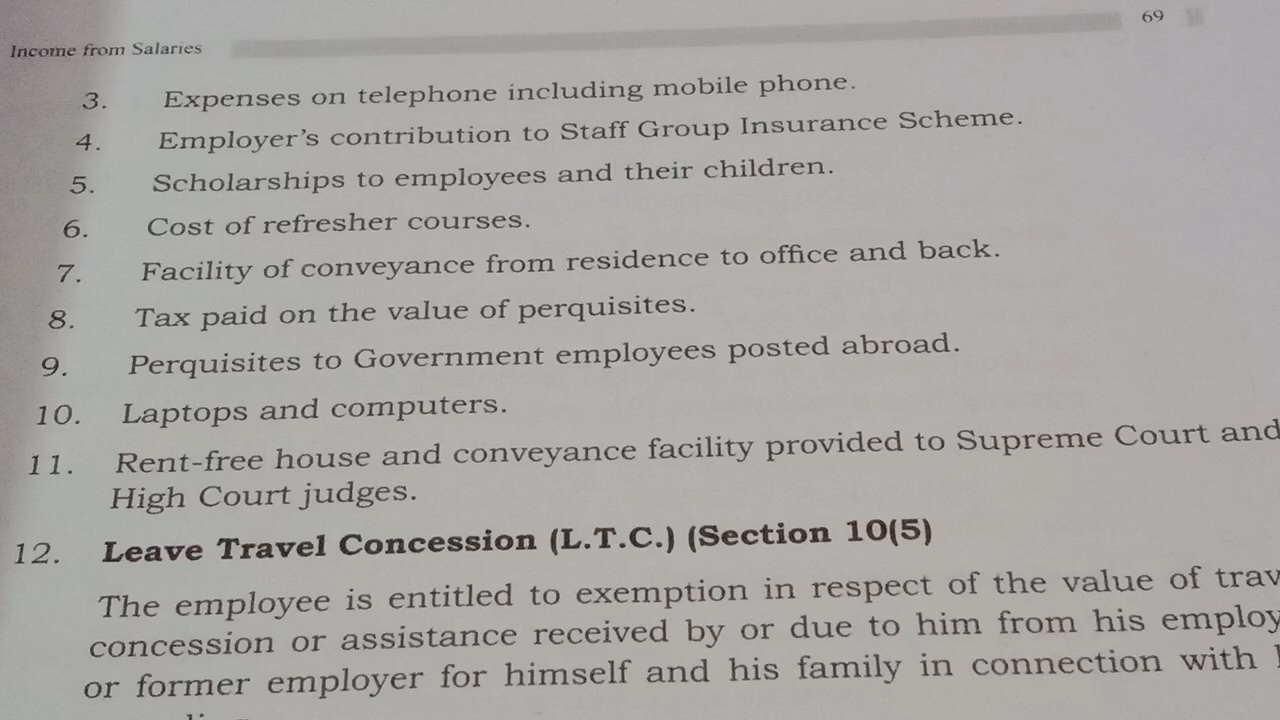 Income from Salaries 69
3. Expenses on telephone including mobile phone.
4. Employer's contribution to Staff Group Insurance Scheme.
5. Scholarships to employees and their children.
6. Cost of refresher courses.
7. Facility of conveyance from residence to office and back.
8. Tax paid on the value of perquisites.
9. Perquisites to Government employees posted abroad.
10. Laptops and computers.
11. Rent-free house and conveyance facility provided to Supreme Court and
High Court judges.
12. Leave Travel Concession (L.T.C.) (Section 10(5)
The employee is entitled to exemption in respect of the value of
concession or assistance received by or due to him from his
or former employer for himself and his family in connection with